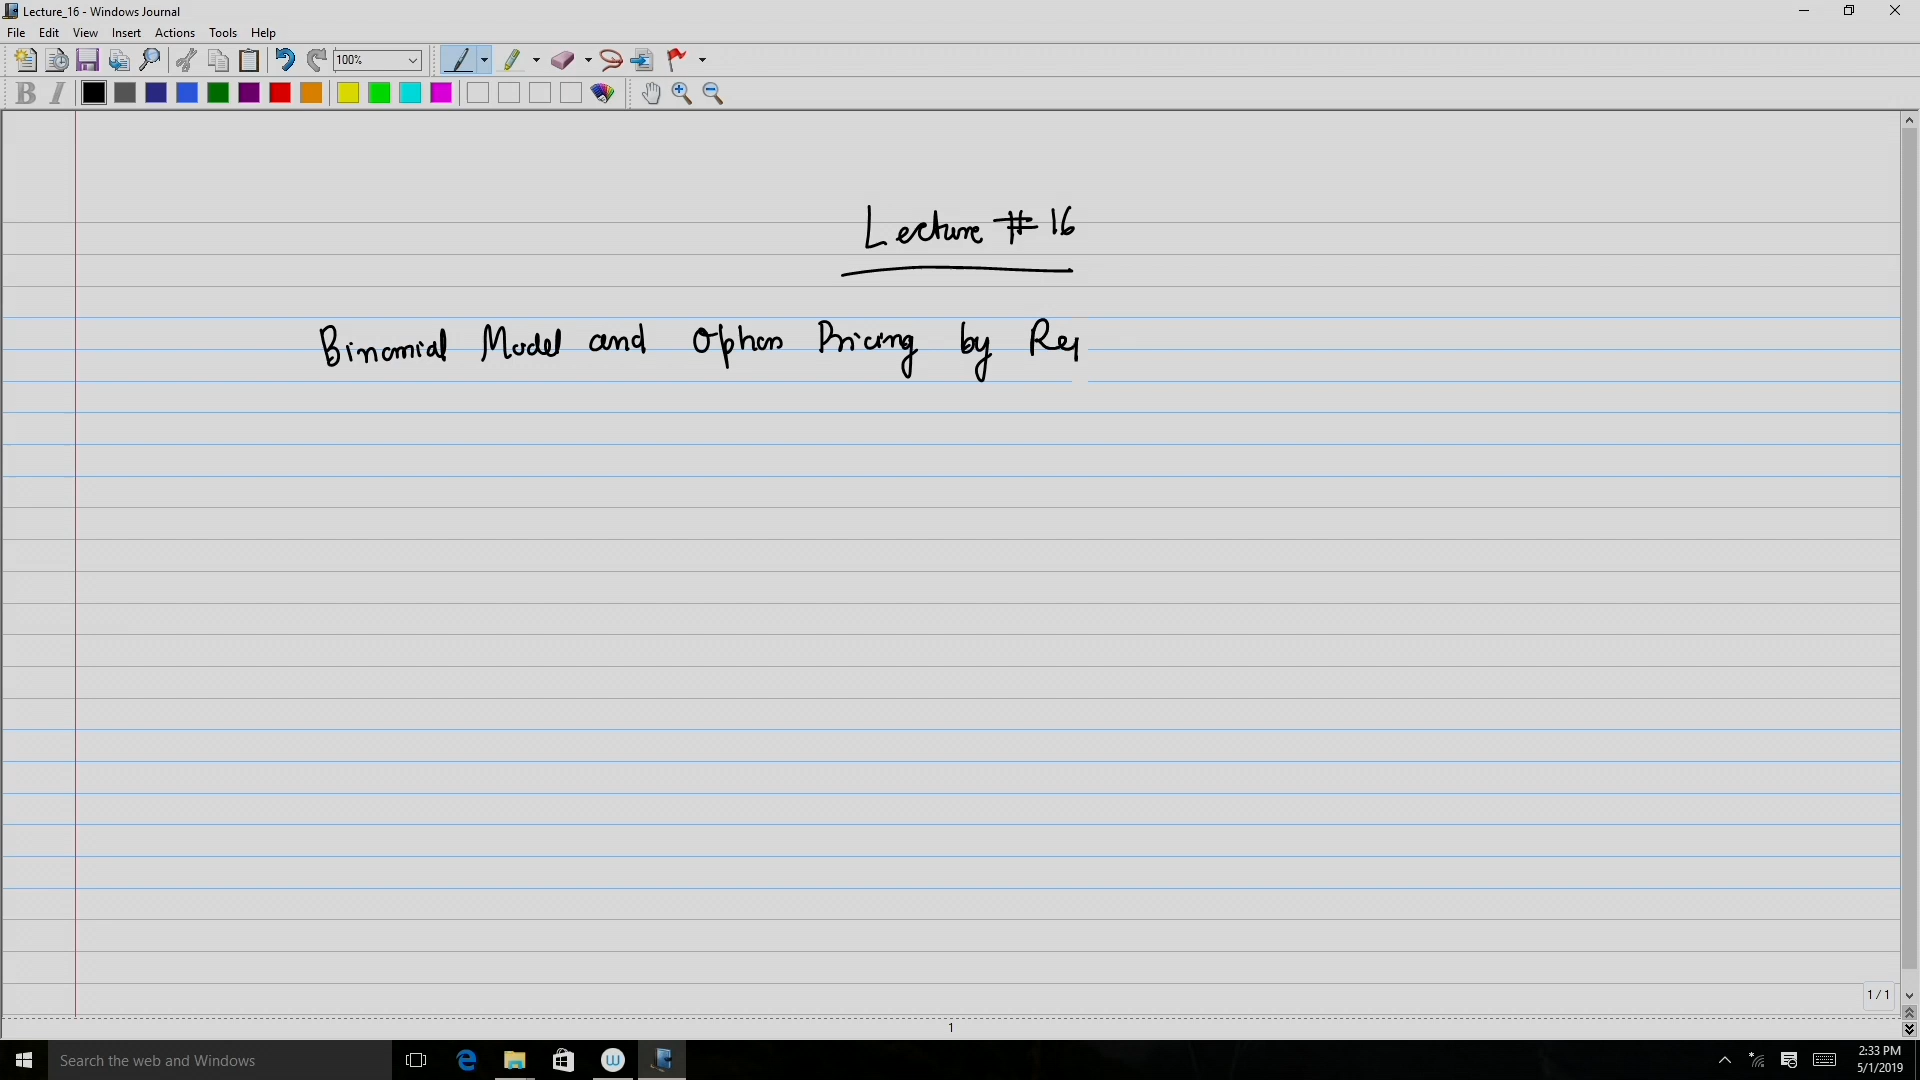 Lecture_16 - Windows Journal
File Edit View Insert Actions Tools Help
100%
B I
Lecture # 16
Binomial Model and Option Pricing by Rep
1 / 1
1
Search the web and Windows
2:33 PM
5/1/2019